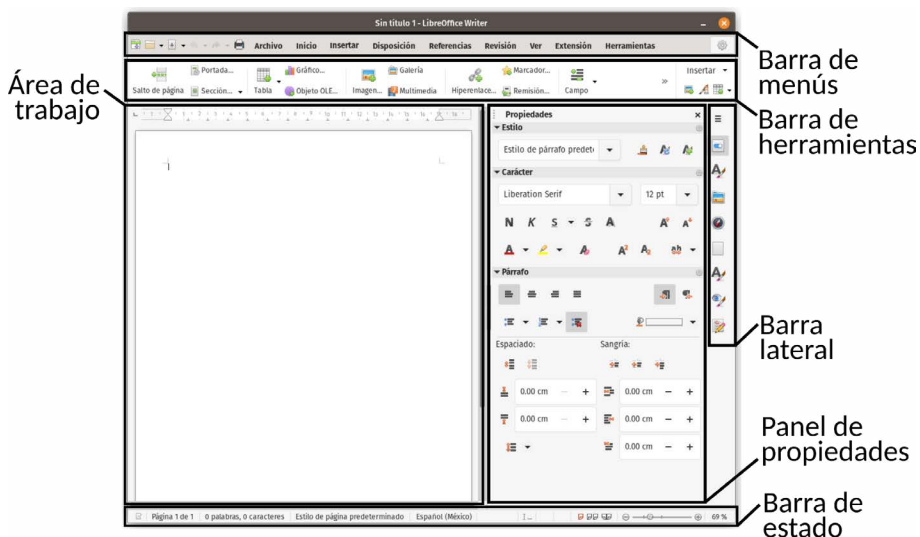 Sin título 1 - LibreOffice Writer
Archivo Inicio Insertar Disposición Referencias Revisión Ver Extensión Herramientas
Portada... Gráfico... Galería Marcador... Insertar
Salto de página Sección... Tabla Objeto OLE... Imagen... Multimedia Hiperenlace... Remisión... Campo »
Barra de
menús
Área de
trabajo
Barra de
herramientas
Propiedades
Estilo
Estilo de párrafo predete
Carácter
Liberation Serif 12 pt
N K S S A
Párrafo
Espaciado: Sangría:
0.00 cm 0.00 cm
0.00 cm 0.00 cm
0.00 cm
Barra
lateral
Panel de
propiedades
Página 1 de 1 0 palabras, 0 caracteres Estilo de página predeterminado Español (México) 69 %
Barra de
estado